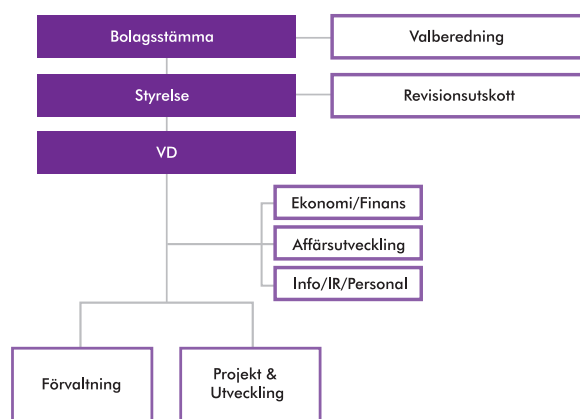 Bolagsstämma
Valberedning
Styrelse
Revisionsutskott
VD
Ekonomi/Finans
Affärsutveckling
Info/IR/Personal
Förvaltning
Projekt &
Utveckling